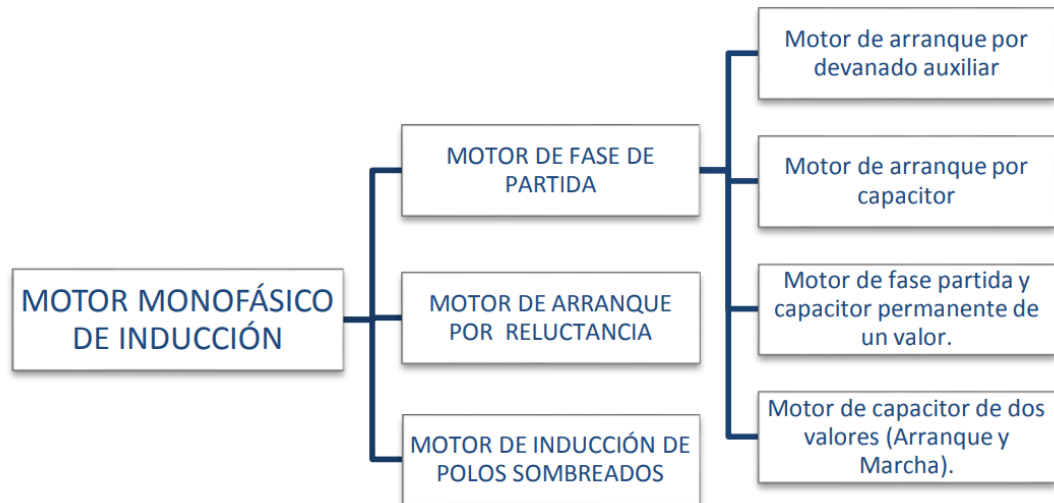 MOTOR MONOFÁSICO
DE INDUCCIÓN
MOTOR DE FASE DE
PARTIDA
MOTOR DE ARRANQUE
POR RELUCTANCIA
MOTOR DE INDUCCIÓN DE
POLOS SOMBREADOS
Motor de arranque por
devanado auxiliar
Motor de arranque por
capacitor
Motor de fase partida y
capacitor permanente de
un valor.
Motor de capacitor de dos
valores (Arranque y
Marcha).